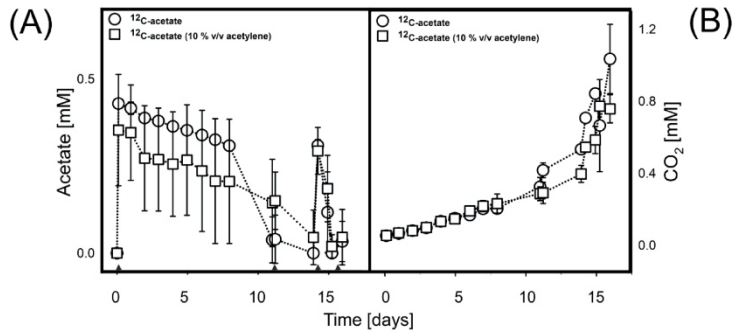 (A)
¹²C-acetate
¹²C-acetate (10 % v/v acetylene)
Acetate [mM]
0.5
0.0
0 5 10 15
(B)
¹²C-acetate
¹²C-acetate (10 % v/v acetylene)
CO₂ [mM]
1.2
0.8
0.4
0.0
0 5 10 15
Time [days]